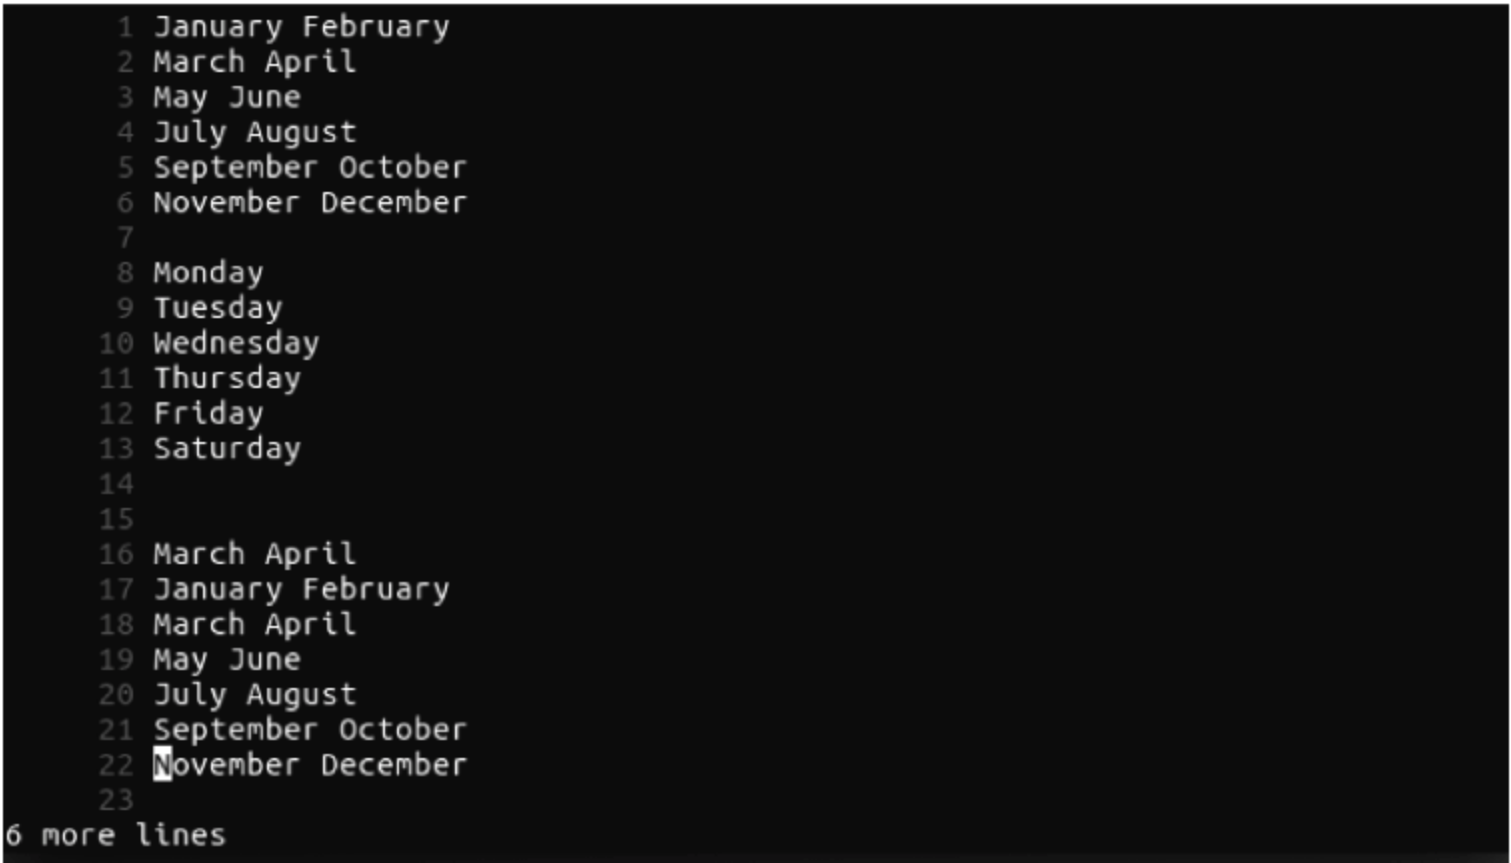 1 January February
2 March April
3 May June
4 July August
5 September October
6 November December
7
8 Monday
9 Tuesday
10 Wednesday
11 Thursday
12 Friday
13 Saturday
14
15
16 March April
17 January February
18 March April
19 May June
20 July August
21 September October
22 November December
23
6 more lines